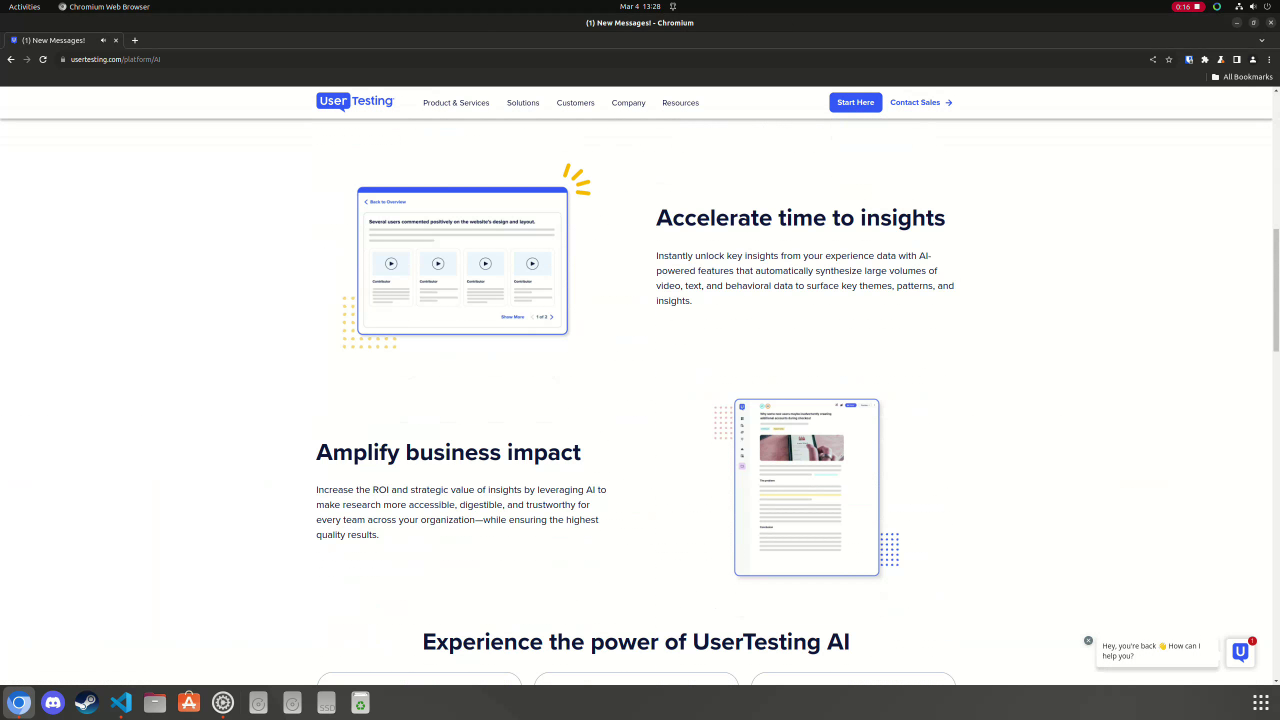 Activities
Chromium Web Browser
Mar 4 13:28
0:16
(1) New Messages! - Chromium
(1) New Messages!
usertesting.com/platform/AI
All Bookmarks
User Testing
Product & Services
Solutions
Customers
Company
Resources
Start Here
Contact Sales
Back to Overview
Several users commented positively on the website's design and layout.
Contributor
Contributor
Contributor
Contributor
Show More
1 of 2
Accelerate time to insights
Instantly unlock key insights from your experience data with AI-
powered features that automatically synthesize large volumes of
video, text, and behavioral data to surface key themes, patterns, and
insights.
Amplify business impact
Increase the ROI and strategic value of insights by leveraging AI to
make research more accessible, digestible, and trustworthy for
every team across your organization—while ensuring the highest
quality results.
The problem
Conclusion
Experience the power of UserTesting AI
Hey, you're back 👋 How can I
help you?
U
1
SSD